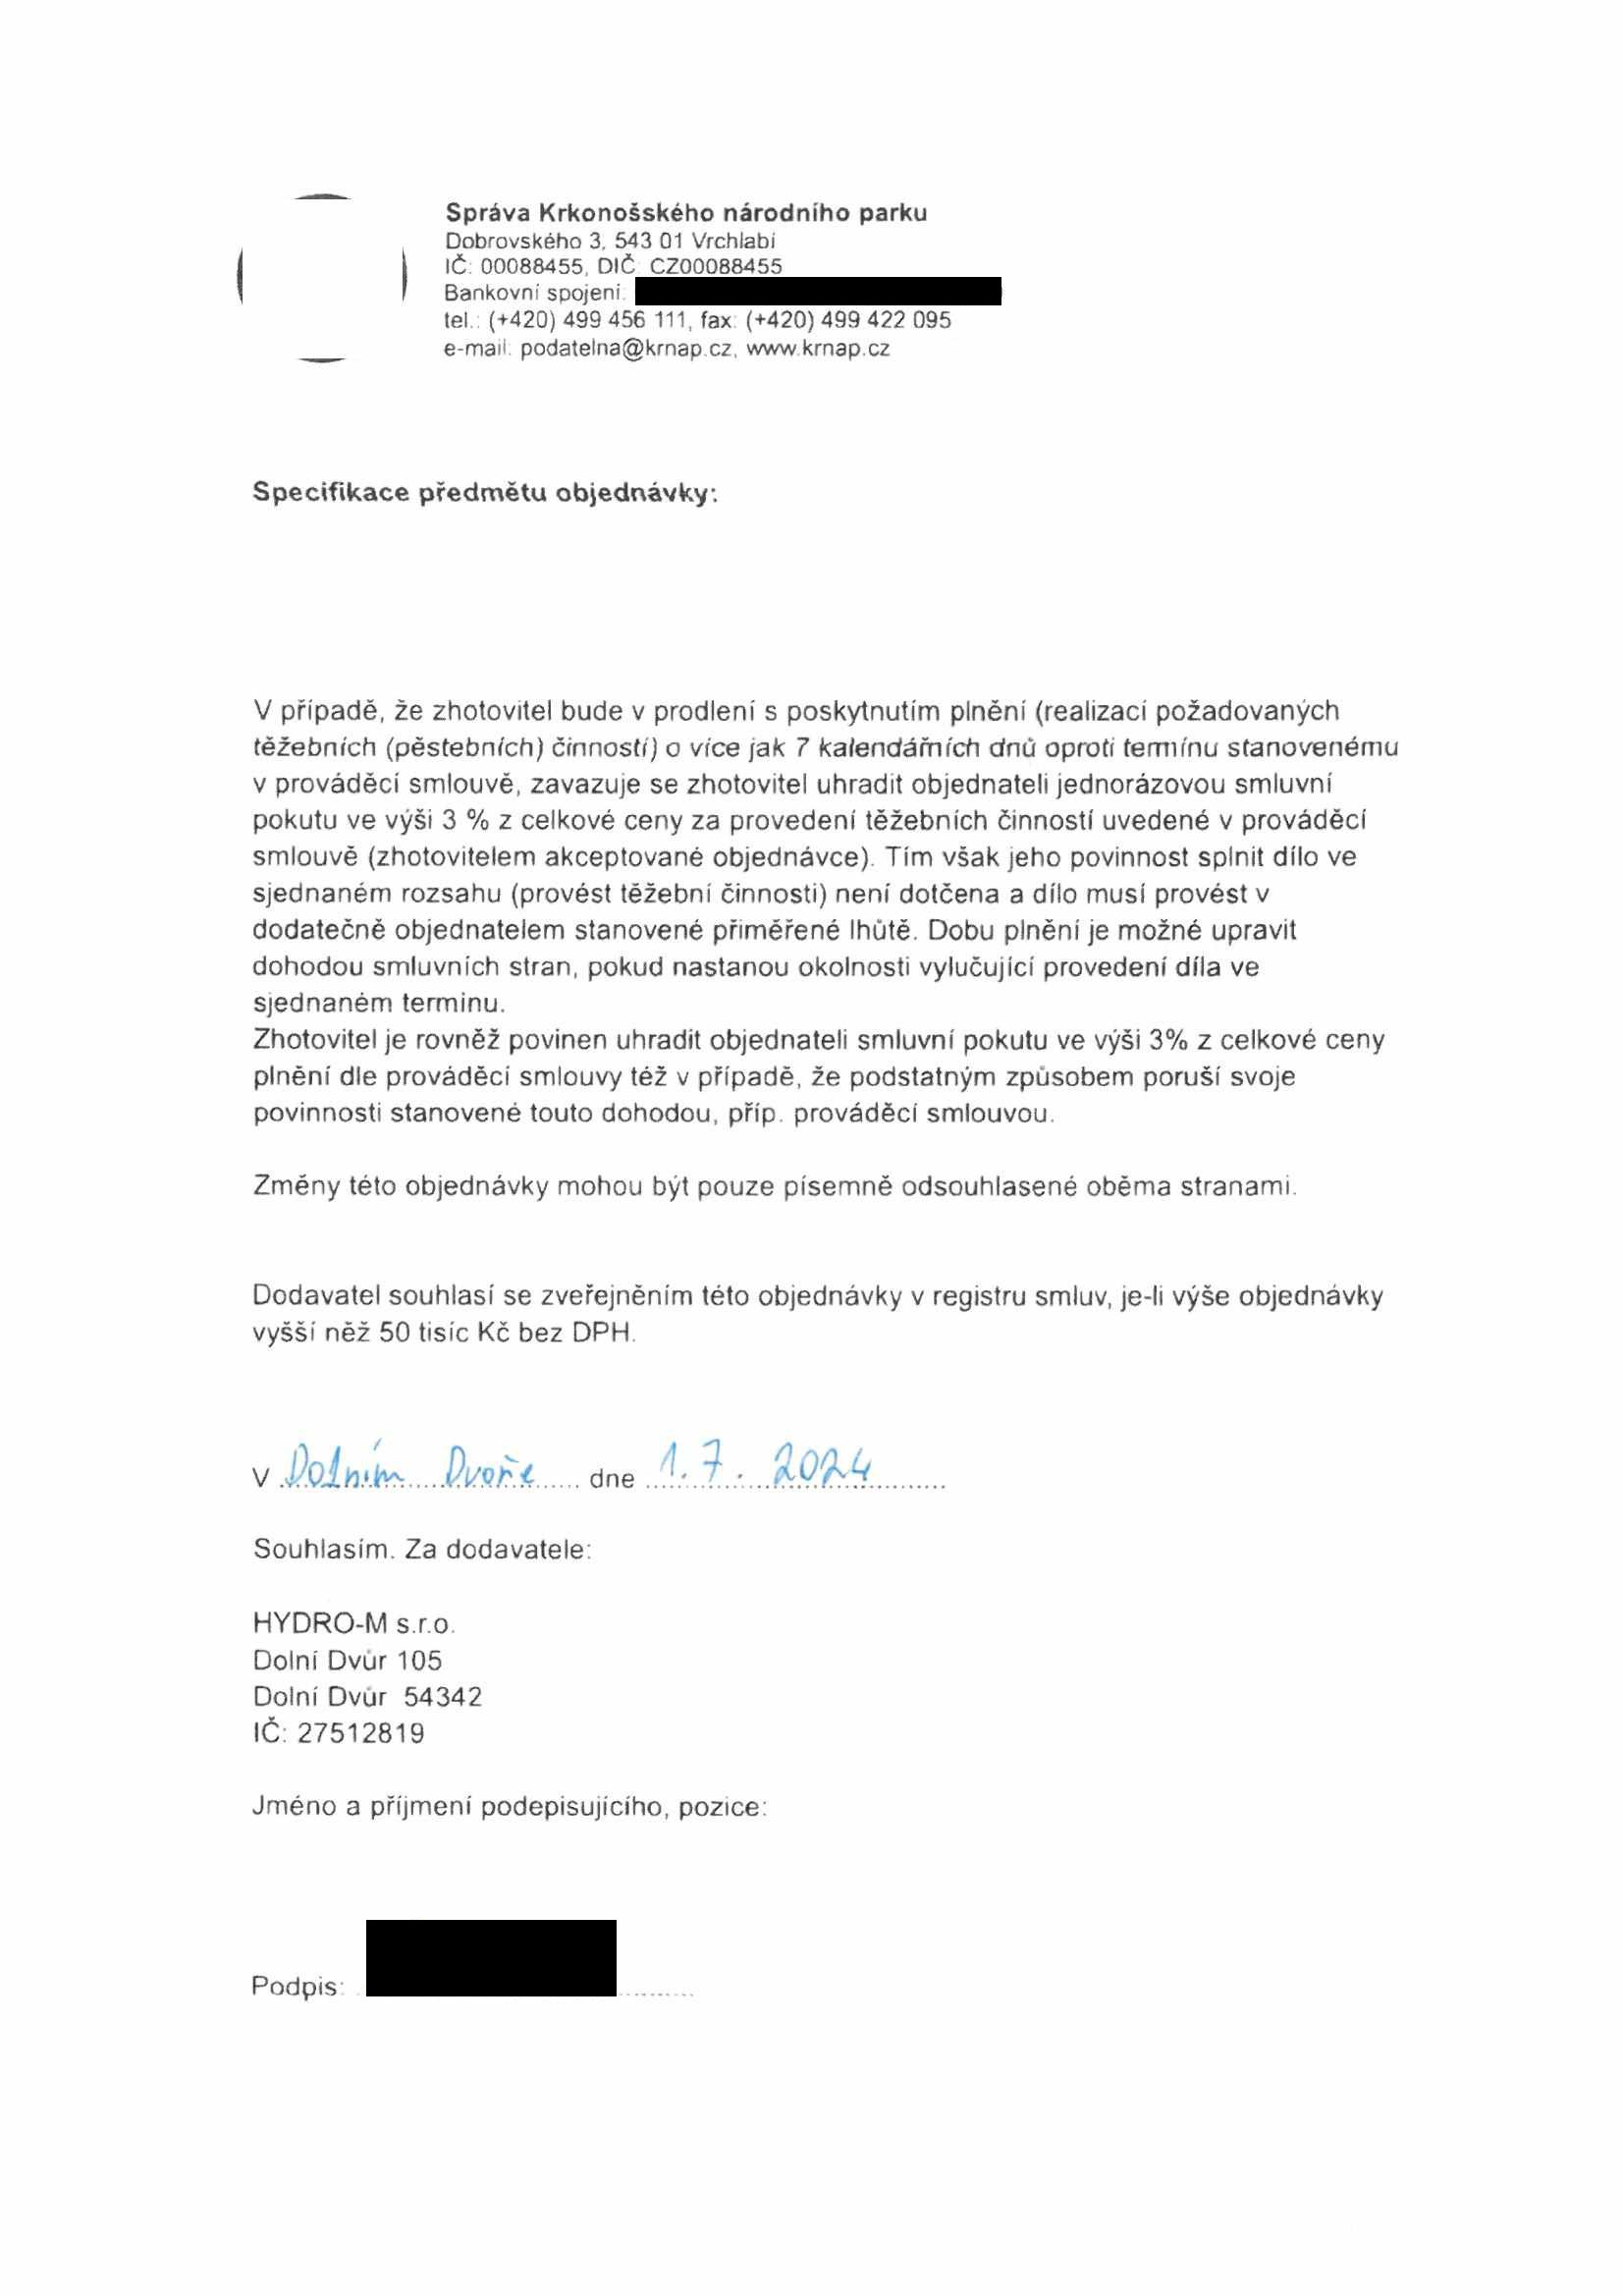 Správa Krkonošského národního parku
Dobrovského 3, 543 01 Vrchlabí
IČ: 00088455, DIČ: CZ00088455
Bankovní spojení:
tel.: (+420) 499 456 111, fax: (+420) 499 422 095
e-mail: podatelna@krnap.cz, www.krnap.cz
Specifikace předmětu objednávky:
V případě, že zhotovitel bude v prodlení s poskytnutím plnění (realizací požadovaných
těžebních (pěstebních) činností) o více jak 7 kalendářních dnů oproti termínu stanovenému
v prováděcí smlouvě, zavazuje se zhotovitel uhradit objednateli jednorázovou smluvní
pokutu ve výši 3 % z celkové ceny za provedení těžebních činností uvedené v prováděcí
smlouvě (zhotovitelem akceptované objednávce). Tím však jeho povinnost splnit dílo ve
sjednaném rozsahu (provést těžební činnosti) není dotčena a dílo musí provést v
dodatečně objednatelem stanovené přiměřené lhůtě. Dobu plnění je možné upravit
dohodou smluvních stran, pokud nastanou okolnosti vylučující provedení díla ve
sjednaném termínu.
Zhotovitel je rovněž povinen uhradit objednateli smluvní pokutu ve výši 3% z celkové ceny
plnění dle prováděcí smlouvy též v případě, že podstatným způsobem poruší svoje
povinnosti stanovené touto dohodou, příp. prováděcí smlouvou.
Změny této objednávky mohou být pouze písemně odsouhlasené oběma stranami.
Dodavatel souhlasí se zveřejněním této objednávky v registru smluv, je-li výše objednávky
vyšší něž 50 tisíc Kč bez DPH.
V Dolním Dvoře dne 1.7. 2024
Souhlasím. Za dodavatele:
HYDRO-M s.r.o.
Dolní Dvůr 105
Dolní Dvůr 54342
IČ: 27512819
Jméno a příjmení podepisujícího, pozice:
Podpis: